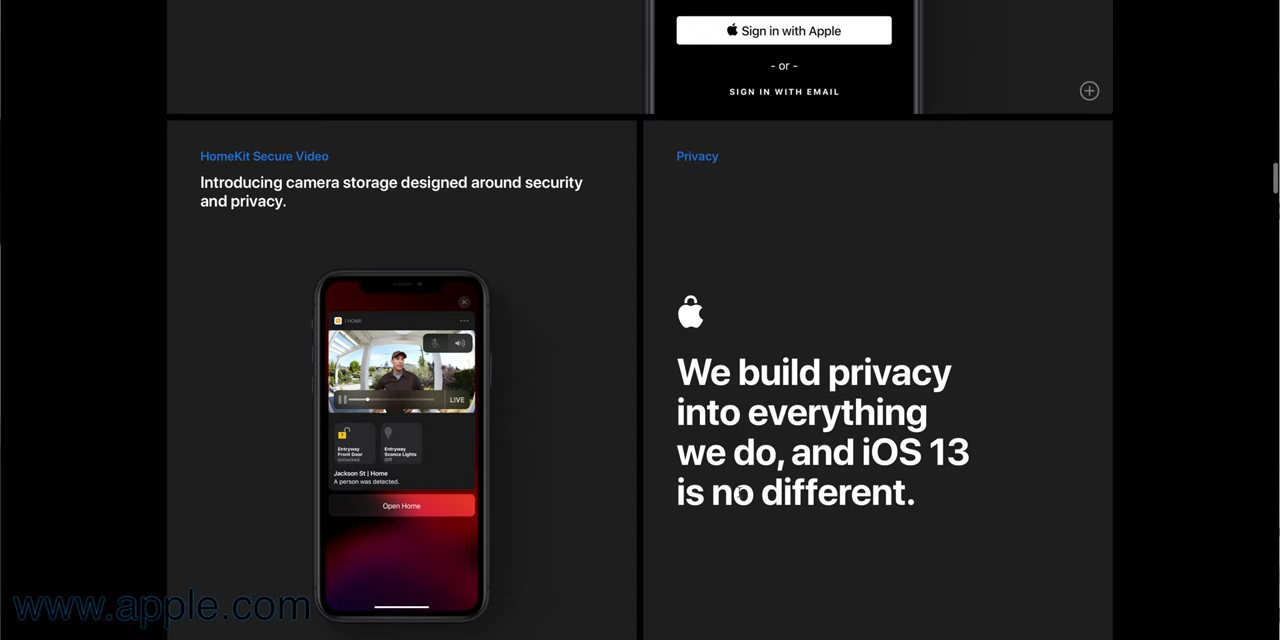 Sign in with Apple
- or -
SIGN IN WITH EMAIL
HomeKit Secure Video
Introducing camera storage designed around security
and privacy.
HOME
LIVE
Entryway
Front Door
Unlocked
Entryway
Sconce Lights
Off
Jackson St | Home
A person was detected.
Open Home
Privacy
We build privacy
into everything
we do, and iOS 13
is no different.
www.apple.com